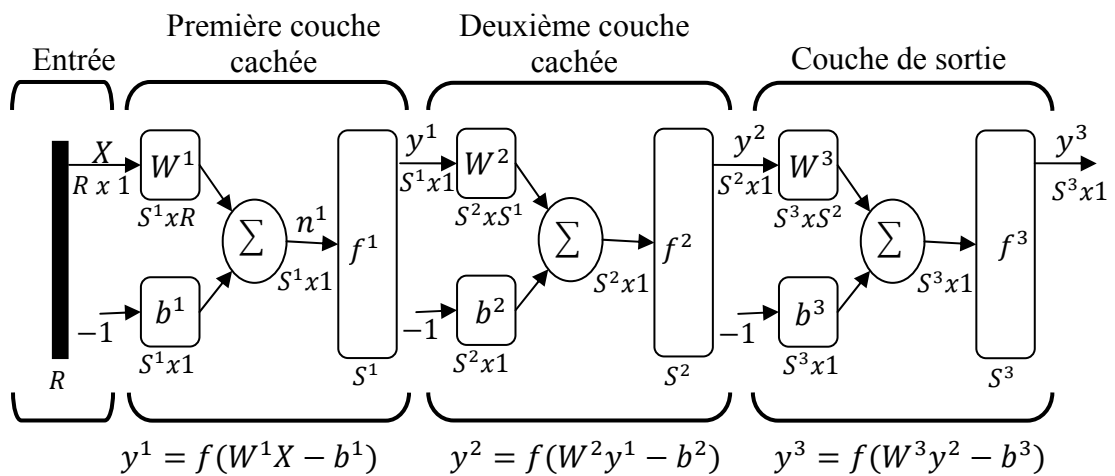 Entrée
Première couche
cachée
Deuxième couche
cachée
Couche de sortie
X
R x 1
W¹
S¹xR
-1
b¹
S¹x1
∑
n¹
S¹x1
f¹
S¹
R
y¹
S¹x1
W²
S²xS¹
-1
b²
S²x1
∑
S²x1
f²
S²
y²
S²x1
W³
S³xS²
-1
b³
S³x1
∑
S³x1
f³
S³
y³
S³x1
y¹ = f(W¹X − b¹)
y² = f(W²y¹ − b²)
y³ = f(W³y² − b³)